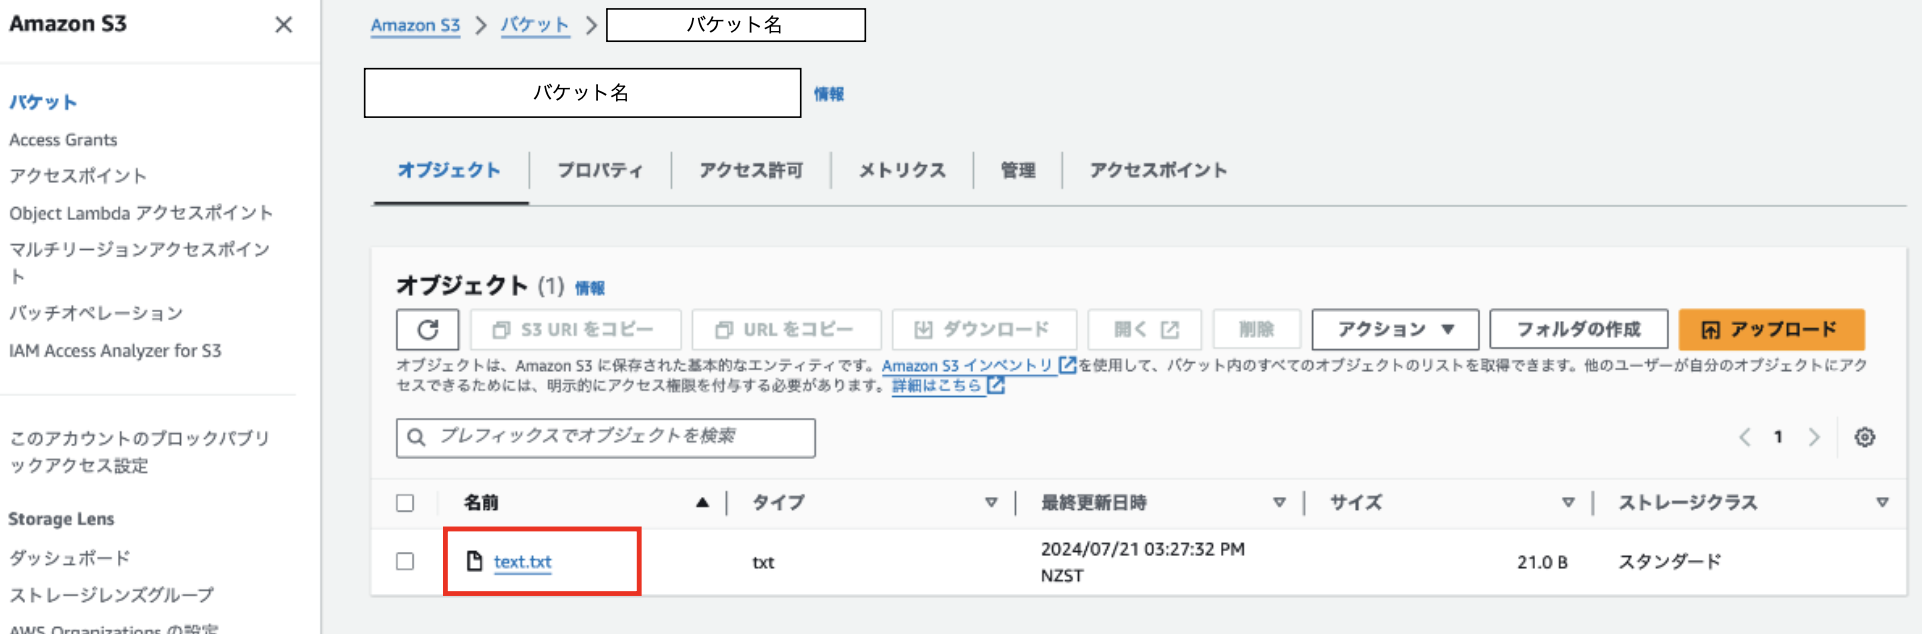 Amazon S3
バケット
Access Grants
アクセスポイント
Object Lambda アクセスポイント
マルチリージョンアクセスポイン
ト
バッチオペレーション
IAM Access Analyzer for S3
このアカウントのブロックパブリ
ックアクセス設定
Storage Lens
ダッシュボード
ストレージレンズグループ
AWS Organizations の設定
Amazon S3 > バケット > バケット名
バケット名 情報
オブジェクト プロパティ アクセス許可 メトリクス 管理 アクセスポイント
オブジェクト (1) 情報
S3 URI をコピー URL をコピー ダウンロード 開く 削除 アクション フォルダの作成 アップロード
オブジェクトは、Amazon S3 に保存された基本的なエンティティです。Amazon S3 インベントリ を使用して、バケット内のすべてのオブジェクトのリストを取得できます。他のユーザーが自分のオブジェクトにアク
セスできるためには、明示的にアクセス権限を付与する必要があります。詳細はこちら
プレフィックスでオブジェクトを検索
1
名前 タイプ 最終更新日時 サイズ ストレージクラス
text.txt txt 2024/07/21 03:27:32 PM NZST 21.0 B スタンダード